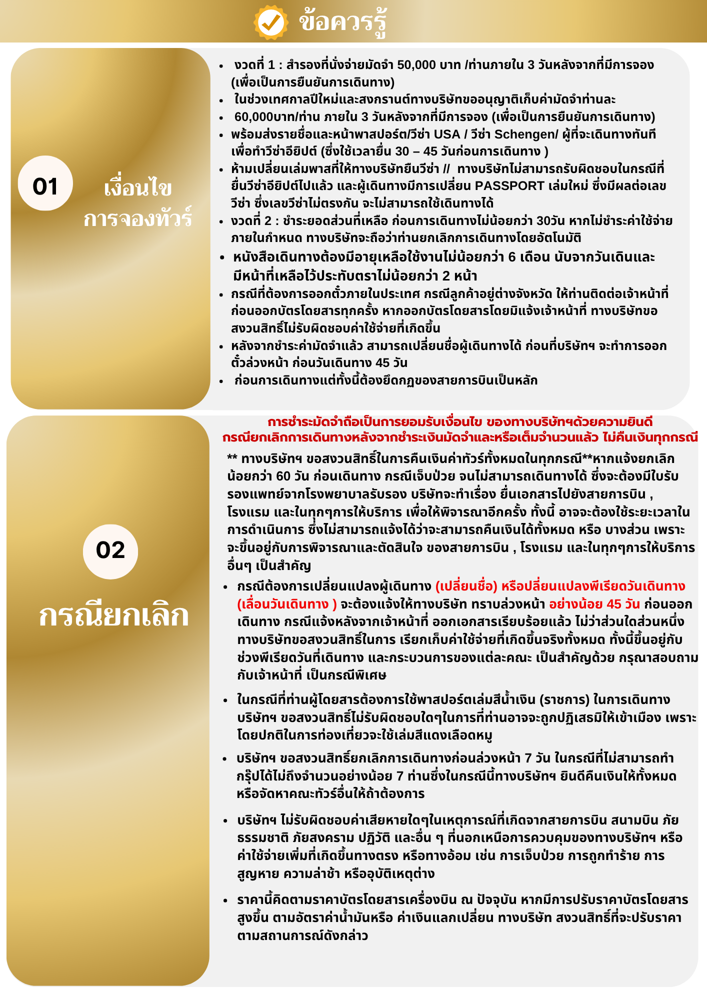 ข้อควรรู้
01
เงื่อนไข
การจองทัวร์
• งวดที่ 1 : สำรองที่นั่งจ่ายมัดจำ 50,000 บาท /ท่านภายใน 3 วันหลังจากที่มีการจอง
(เพื่อเป็นการยืนยันการเดินทาง)
• ในช่วงเทศกาลปีใหม่และสงกรานต์ทางบริษัทขออนุญาติเก็บค่ามัดจำท่านละ
• 60,000บาท/ท่าน ภายใน 3 วันหลังจากที่มีการจอง (เพื่อเป็นการยืนยันการเดินทาง)
• พร้อมส่งรายชื่อและหน้าพาสปอร์ต/วีซ่า USA / วีซ่า Schengen/ ผู้ที่จะเดินทางทันที
เพื่อทำวีซ่าอียิปต์ (ซึ่งใช้เวลายื่น 30 – 45 วันก่อนการเดินทาง )
• ห้ามเปลี่ยนเล่มพาสที่ให้ทางบริษัทยืนวีซ่า // ทางบริษัทไม่สามารถรับผิดชอบในกรณีที่
ยื่นวีซ่าอียิปต์ไปแล้ว และผู้เดินทางมีการเปลี่ยน PASSPORT เล่มใหม่ ซึ่งมีผลต่อเลข
วีซ่า ซึ่งเลขวีซ่าไม่ตรงกัน จะไม่สามารถใช้เดินทางได้
• งวดที่ 2 : ชำระยอดส่วนที่เหลือ ก่อนการเดินทางไม่น้อยกว่า 30วัน หากไม่ชำระค่าใช้จ่าย
ภายในกำหนด ทางบริษัทจะถือว่าท่านยกเลิกการเดินทางโดยอัตโนมัติ
• หนังสือเดินทางต้องมีอายุเหลือใช้งานไม่น้อยกว่า 6 เดือน นับจากวันเดินและ
มีหน้าที่เหลือไว้ประทับตราไม่น้อยกว่า 2 หน้า
• กรณีที่ต้องการออกตั๋วภายในประเทศ กรณีลูกค้าอยู่ต่างจังหวัด ให้ท่านติดต่อเจ้าหน้าที่
ก่อนออกบัตรโดยสารทุกครั้ง หากออกบัตรโดยสารโดยมิแจ้งเจ้าหน้าที่ ทางบริษัทขอ
สงวนสิทธิ์ไม่รับผิดชอบค่าใช้จ่ายที่เกิดขึ้น
• หลังจากชำระค่ามัดจำแล้ว สามารถเปลี่ยนชื่อผู้เดินทางได้ ก่อนที่บริษัทฯ จะทำการออก
ตั๋วล่วงหน้า ก่อนวันเดินทาง 45 วัน
• ก่อนการเดินทางแต่ทั้งนี้ต้องยึดกฏของสายการบินเป็นหลัก
02
กรณียกเลิก
การชำระมัดจำถือเป็นการยอมรับเงื่อนไข ของทางบริษัทฯด้วยความยินดี
กรณียกเลิกการเดินทางหลังจากชำระเงินมัดจำและหรือเต็มจำนวนแล้ว ไม่คืนเงินทุกกรณี
** ทางบริษัทฯ ขอสงวนสิทธิ์ในการคืนเงินค่าทัวร์ทั้งหมดในทุกกรณี**หากแจ้งยกเลิก
น้อยกว่า 60 วัน ก่อนเดินทาง กรณีเจ็บป่วย จนไม่สามารถเดินทางได้ ซึ่งจะต้องมีใบรับ
รองแพทย์จากโรงพยาบาลรับรอง บริษัทจะทำเรื่อง ยื่นเอกสารไปยังสายการบิน ,
โรงแรม และในทุกๆการให้บริการ เพื่อให้พิจารณาอีกครั้ง ทั้งนี้ อาจจะต้องใช้ระยะเวลาใน
การดำเนินการ ซึ่งไม่สามารถแจ้งได้ว่าจะสามารถคืนเงินได้ทั้งหมด หรือ บางส่วน เพราะ
จะขึ้นอยู่กับการพิจารณาและตัดสินใจ ของสายการบิน , โรงแรม และในทุกๆการให้บริการ
อื่นๆ เป็นสำคัญ
• กรณีต้องการเปลี่ยนแปลงผู้เดินทาง (เปลี่ยนชื่อ) หรือปลี่ยนแปลงพีเรียดวันเดินทาง
(เลื่อนวันเดินทาง ) จะต้องแจ้งให้ทางบริษัท ทราบล่วงหน้า อย่างน้อย 45 วัน ก่อนออก
เดินทาง กรณีแจ้งหลังจากเจ้าหน้าที่ ออกเอกสารเรียบร้อยแล้ว ไม่ว่าส่วนใดส่วนหนึ่ง
ทางบริษัทขอสงวนสิทธิ์ในการ เรียกเก็บค่าใช้จ่ายที่เกิดขึ้นจริงทั้งหมด ทั้งนี้ขึ้นอยู่กับ
ช่วงพีเรียดวันที่เดินทาง และกระบวนการของแต่ละคณะ เป็นสำคัญด้วย กรุณาสอบถาม
กับเจ้าหน้าที่ เป็นกรณีพิเศษ
• ในกรณีที่ท่านผู้โดยสารต้องการใช้พาสปอร์ตเล่มสีน้ำเงิน (ราชการ) ในการเดินทาง
บริษัทฯ ขอสงวนสิทธิ์ไม่รับผิดชอบใดๆในการที่ท่านอาจจะถูกปฏิเสธมิให้เข้าเมือง เพราะ
โดยปกติในการท่องเที่ยวจะใช้เล่มสีแดงเลือดหมู
• บริษัทฯ ขอสงวนสิทธิ์ยกเลิกการเดินทางก่อนล่วงหน้า 7 วัน ในกรณีที่ไม่สามารถทำ
กรุ๊ปได้ไม่ถึงจำนวนอย่างน้อย 7 ท่านซึ่งในกรณีนี้ทางบริษัทฯ ยินดีคืนเงินให้ทั้งหมด
หรือจัดหาคณะทัวร์อื่นให้ถ้าต้องการ
• บริษัทฯ ไม่รับผิดชอบค่าเสียหายใดๆในเหตุการณ์ที่เกิดจากสายการบิน สนามบิน ภัย
ธรรมชาติ ภัยสงคราม ปฏิวัติ และอื่น ๆ ที่นอกเหนือการควบคุมของทางบริษัทฯ หรือ
ค่าใช้จ่ายเพิ่มที่เกิดขึ้นทางตรง หรือทางอ้อม เช่น การเจ็บป่วย การถูกทำร้าย การ
สูญหาย ความล่าช้า หรืออุบัติเหตุต่าง
• ราคานี้คิดตามราคาบัตรโดยสารเครื่องบิน ณ ปัจจุบัน หากมีการปรับราคาบัตรโดยสาร
สูงขึ้น ตามอัตราค่าน้ำมันหรือ ค่าเงินแลกเปลี่ยน ทางบริษัท สงวนสิทธิ์ที่จะปรับราคา
ตามสถานการณ์ดังกล่าว